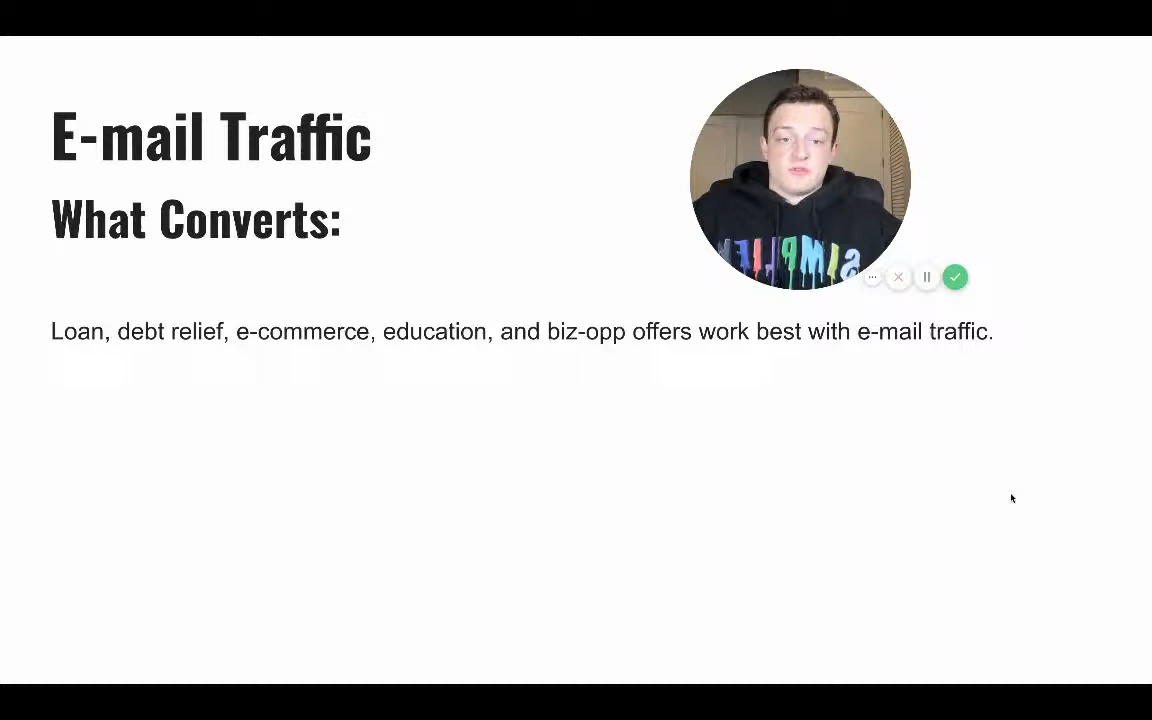 E-mail Traffic
What Converts:
Loan, debt relief, e-commerce, education, and biz-opp offers work best with e-mail traffic.